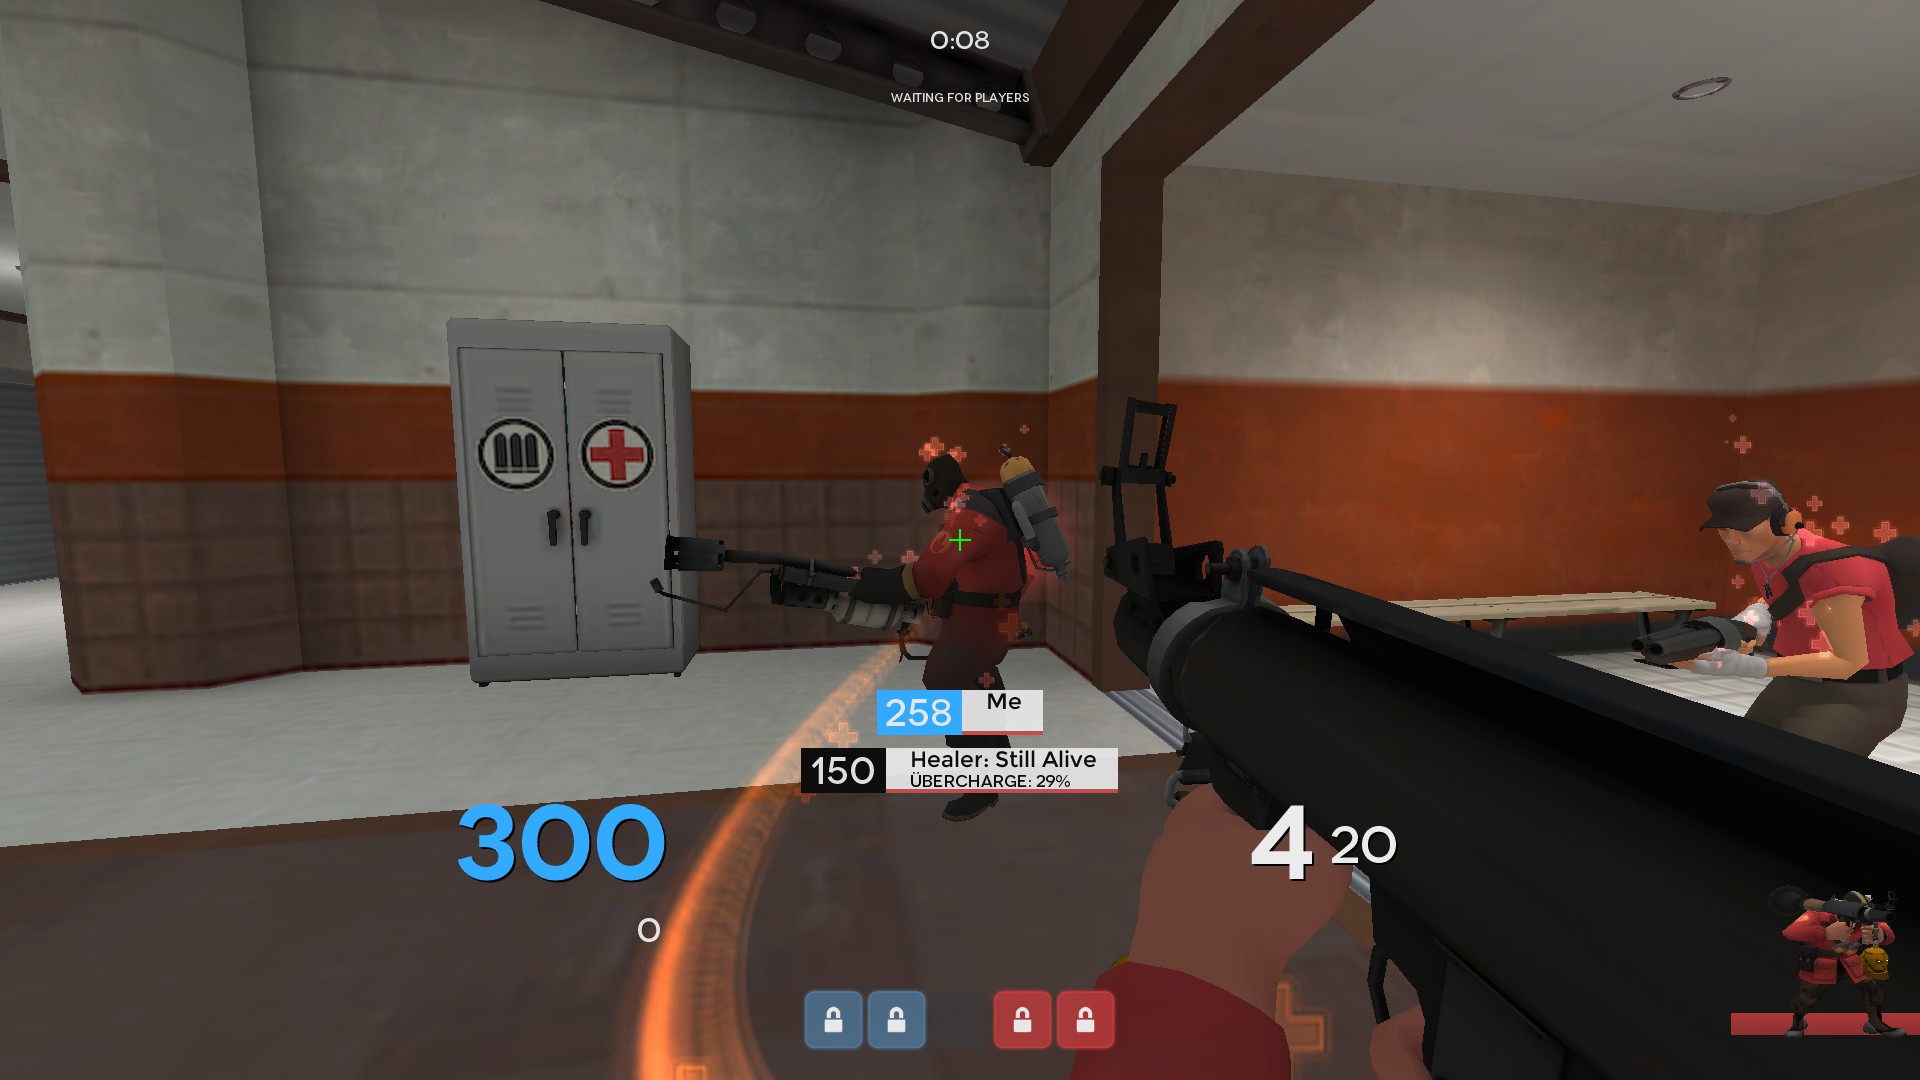 0:08
WAITING FOR PLAYERS
258 Me
150 Healer: Still Alive
ÜBERCHARGE: 29%
300
4 20
0